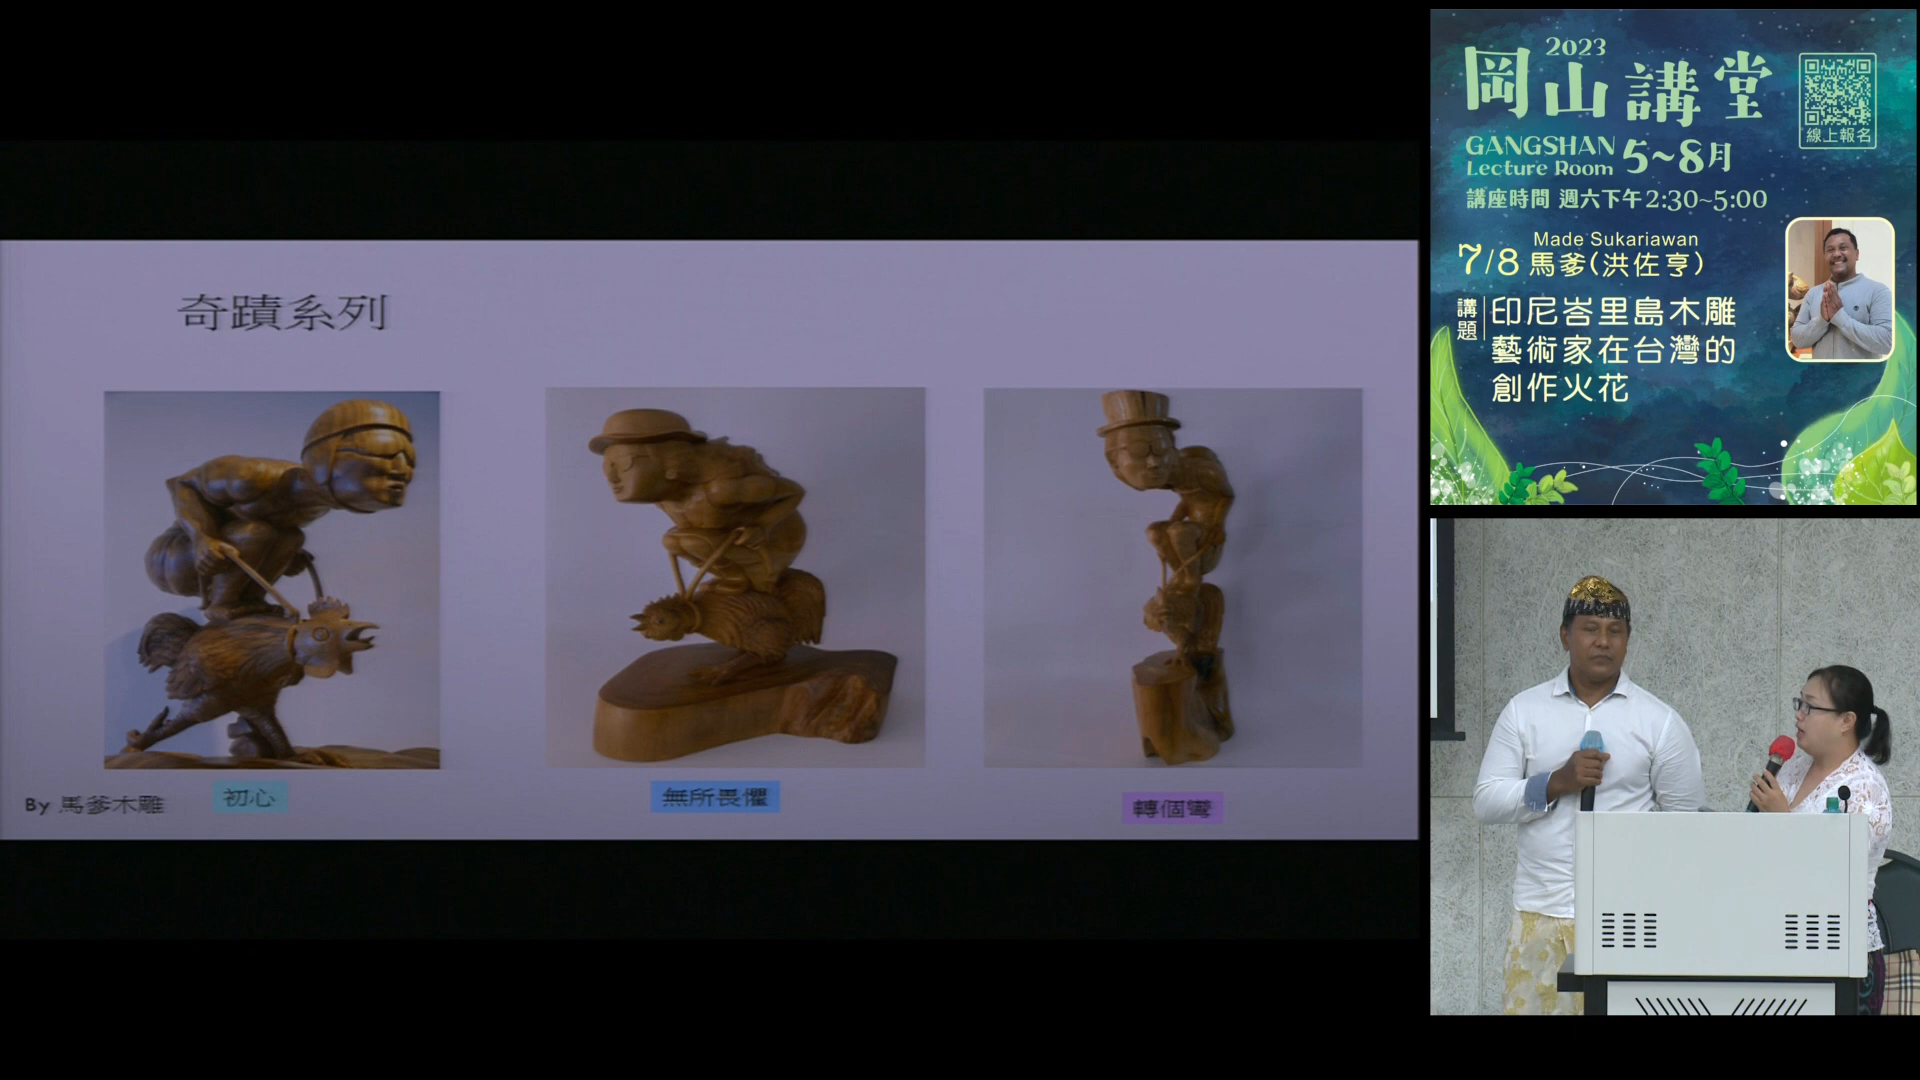 奇蹟系列
By 馬爹木雕
初心
無所畏懼
轉個彎
2023
岡山講堂
線上報名
GANGSHAN
Lecture Room
5~8月
講座時間 週六下午2:30~5:00
Made Sukariawan
7/8 馬爹(洪佐亨)
講題
印尼峇里島木雕
藝術家在台灣的
創作火花